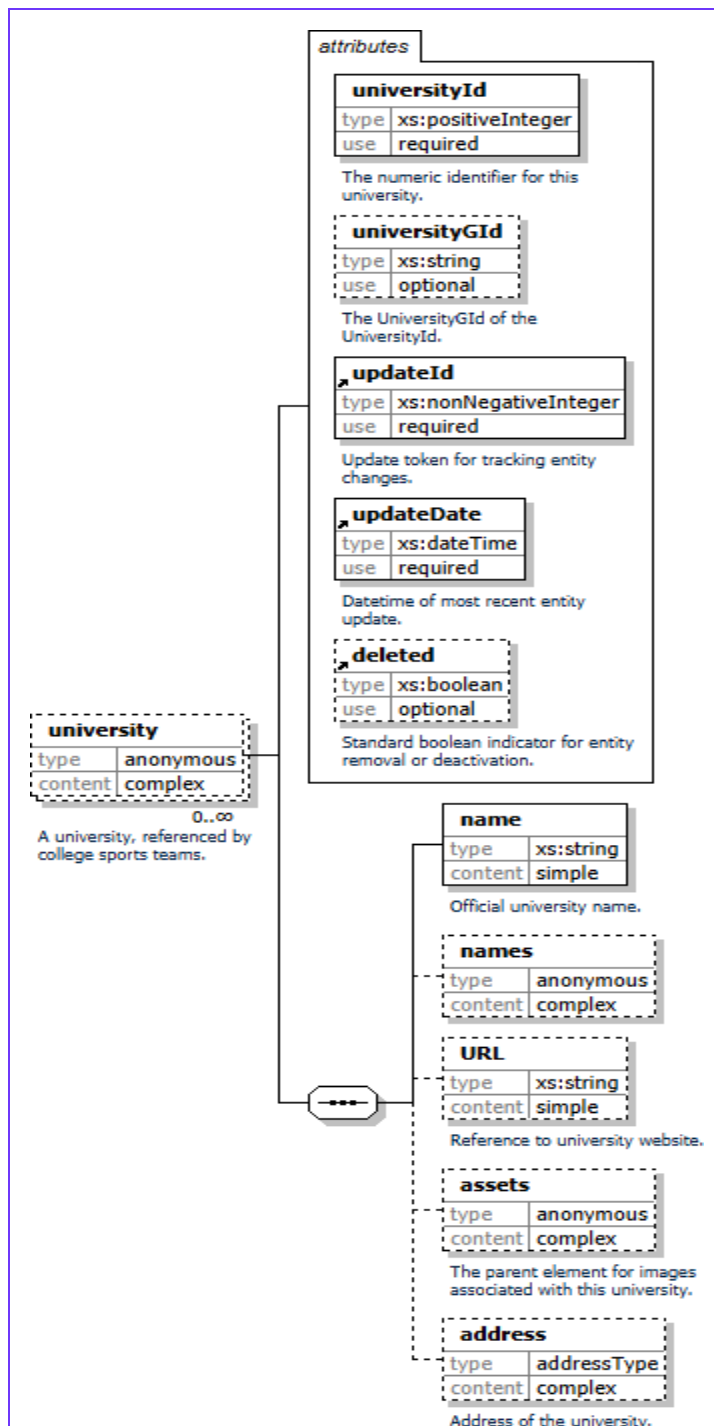 attributes
universityId
type xs:positiveInteger
use required
The numeric identifier for this
university.
universityGId
type xs:string
use optional
The UniversityGId of the
UniversityId.
updateId
type xs:nonNegativeInteger
use required
Update token for tracking entity
changes.
updateDate
type xs:dateTime
use required
Datetime of most recent entity
update.
deleted
type xs:boolean
use optional
Standard boolean indicator for entity
removal or deactivation.
university
type anonymous
content complex
0..∞
A university, referenced by
college sports teams.
name
type xs:string
content simple
Official university name.
names
type anonymous
content complex
URL
type xs:string
content simple
Reference to university website.
assets
type anonymous
content complex
The parent element for images
associated with this university.
address
type addressType
content complex
Address of the university.